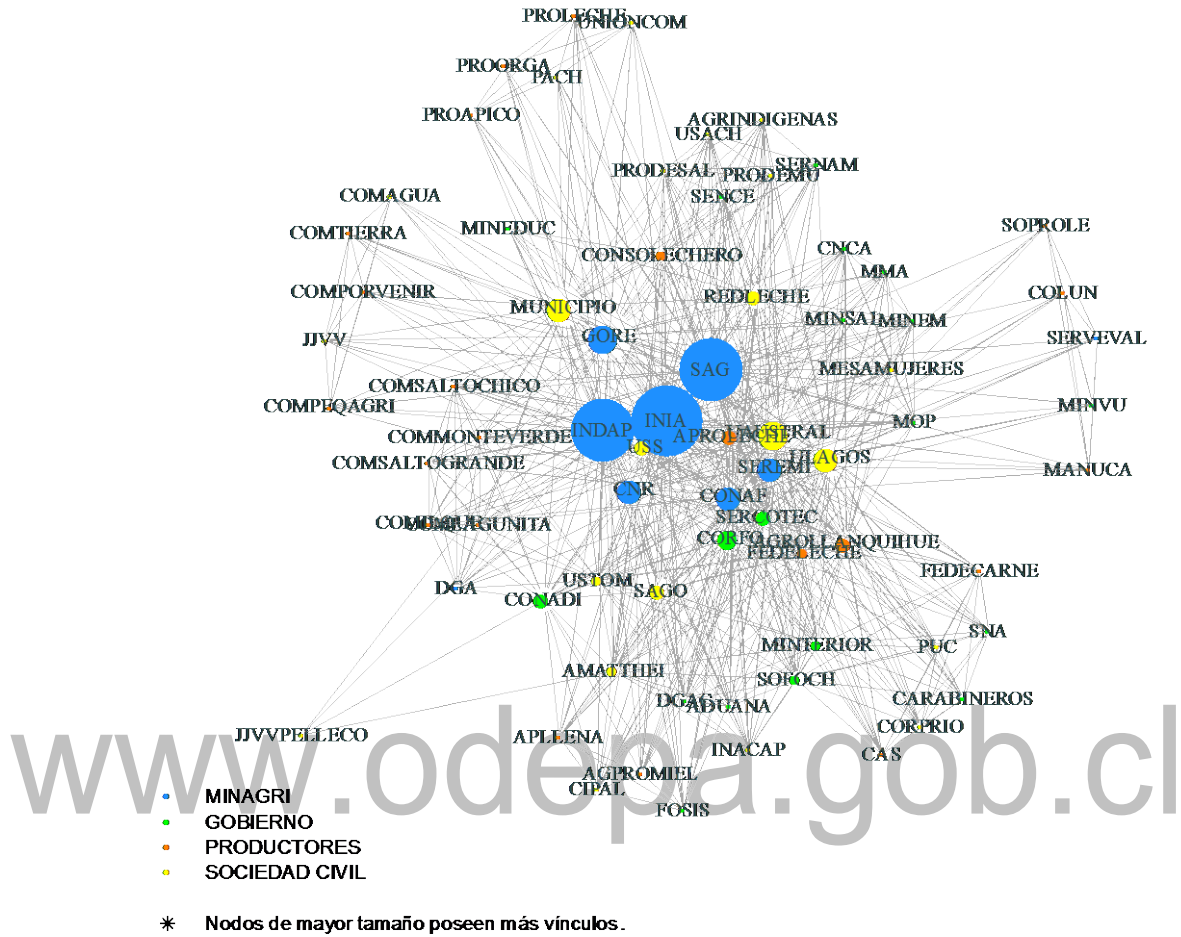 PROLECHE
UNIONCOM
PROORGA
PACH
PROAPICO
AGRINDIGENAS
USACH
SERNAM
PRODESAL
PRODEMU
SENCE
COMAGUA
MINEDUC
COMTIERRA
SOPROLE
CONSOLECHERO
CNCA
MMA
COMPORVENIR
MUNICIPIO
REDLECHE
COLUN
GORE
MINSAL
MINEM
JJVV
SERVEVAL
SAG
MESAMUJERES
COMSALTOCHICO
COMPEQAGRI
MINVU
INIA
MOP
INDAP
APROLECHE
UAUSTRAL
COMMONTEVERDE
USS
ULAGOS
COMSALTOGRANDE
SEREMI
MANUCA
CNR
CONAF
SERCOTEC
CORFO
AGROLLANQUIHUE
FEDELECHE
FEDECARNE
USTOM
DGA
CONADI
SAGO
SNA
MINTERIOR
PUC
AMATTHEI
SOFOCH
DGAC
ADUANA
CARABINEROS
CORPRIO
JJVVPELLECO
APLLENA
INACAP
CAS
AGPROMIEL
CIPAL
FOSIS
www.odepa.gob.cl
MINAGRI
GOBIERNO
PRODUCTORES
SOCIEDAD CIVIL
* Nodos de mayor tamaño poseen más vínculos.